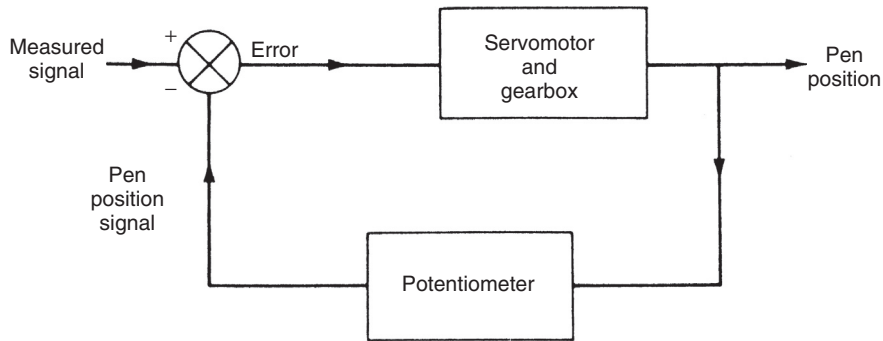 Measured
signal
+
−
Error
Servomotor
and
gearbox
Pen
position
Pen
position
signal
Potentiometer